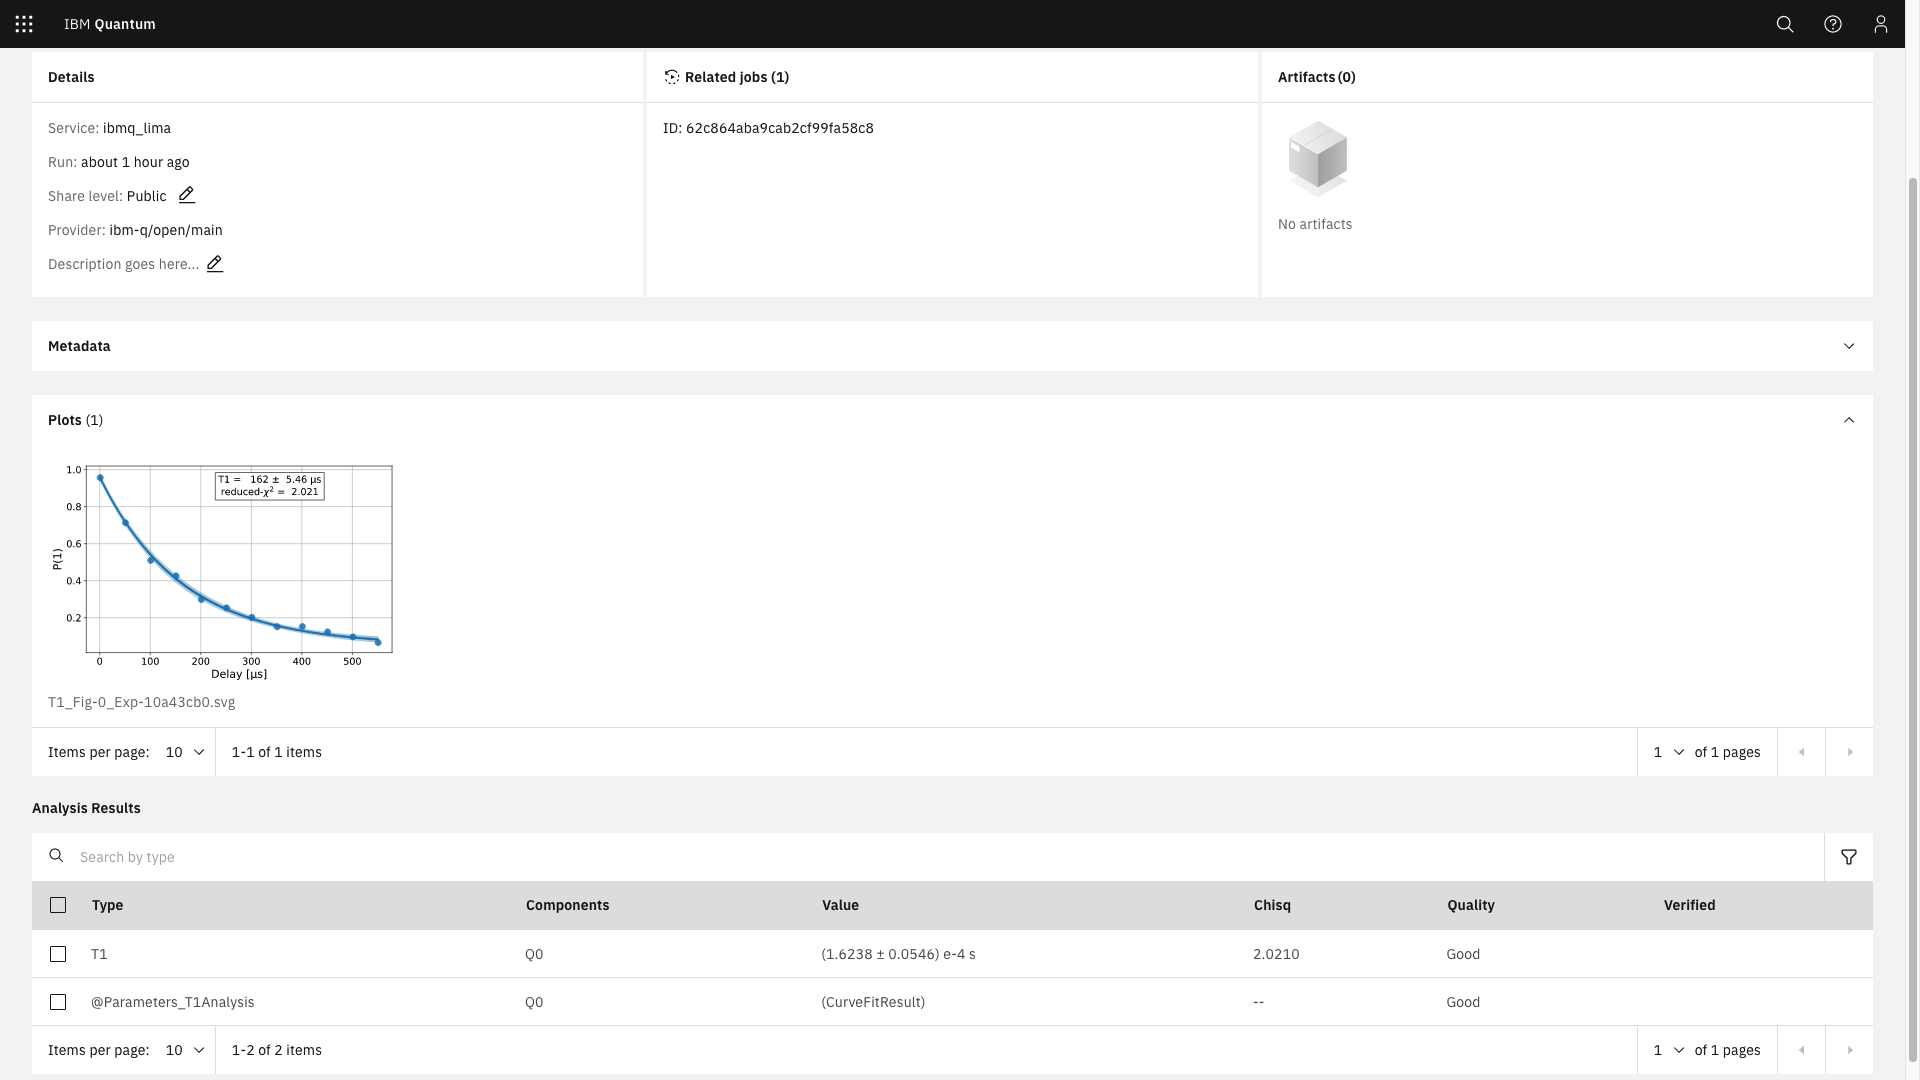 IBM Quantum
Details
Related jobs (1)
Artifacts (0)
Service: ibmq_lima
Run: about 1 hour ago
Share level: Public
Provider: ibm-q/open/main
Description goes here...
ID: 62c864aba9cab2cf99fa58c8
No artifacts
Metadata
Plots (1)
T1 = 162 ± 5.46 μs
reduced-χ² = 2.021
1.0
0.8
0.6
0.4
0.2
P(1)
0 100 200 300 400 500
Delay [μs]
T1_Fig-0_Exp-10a43cb0.svg
Items per page: 10 1-1 of 1 items 1 of 1 pages
Analysis Results
Search by type
Type Components Value Chisq Quality Verified
T1 Q0 (1.6238 ± 0.0546) e-4 s 2.0210 Good
@Parameters_T1Analysis Q0 (CurveFitResult) -- Good
Items per page: 10 1-2 of 2 items 1 of 1 pages